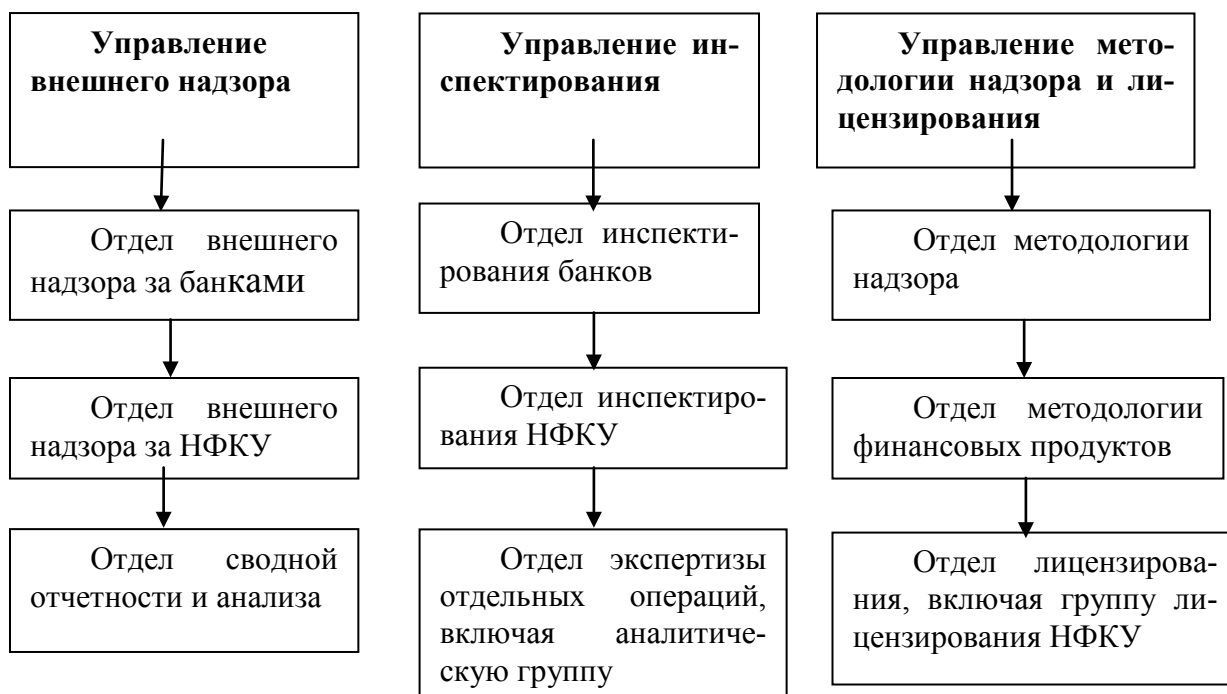 Управление
внешнего надзора
Управление ин-
спектирования
Управление мето-
дологии надзора и ли-
цензирования
Отдел внешнего
надзора за банками
Отдел инспекти-
рования банков
Отдел методологии
надзора
Отдел внешнего
надзора за НФКУ
Отдел инспектиро-
вания НФКУ
Отдел методологии
финансовых продуктов
Отдел сводной
отчетности и анализа
Отдел экспертизы
отдельных операций,
включая аналитиче-
скую группу
Отдел лицензирова-
ния, включая группу ли-
цензирования НФКУ